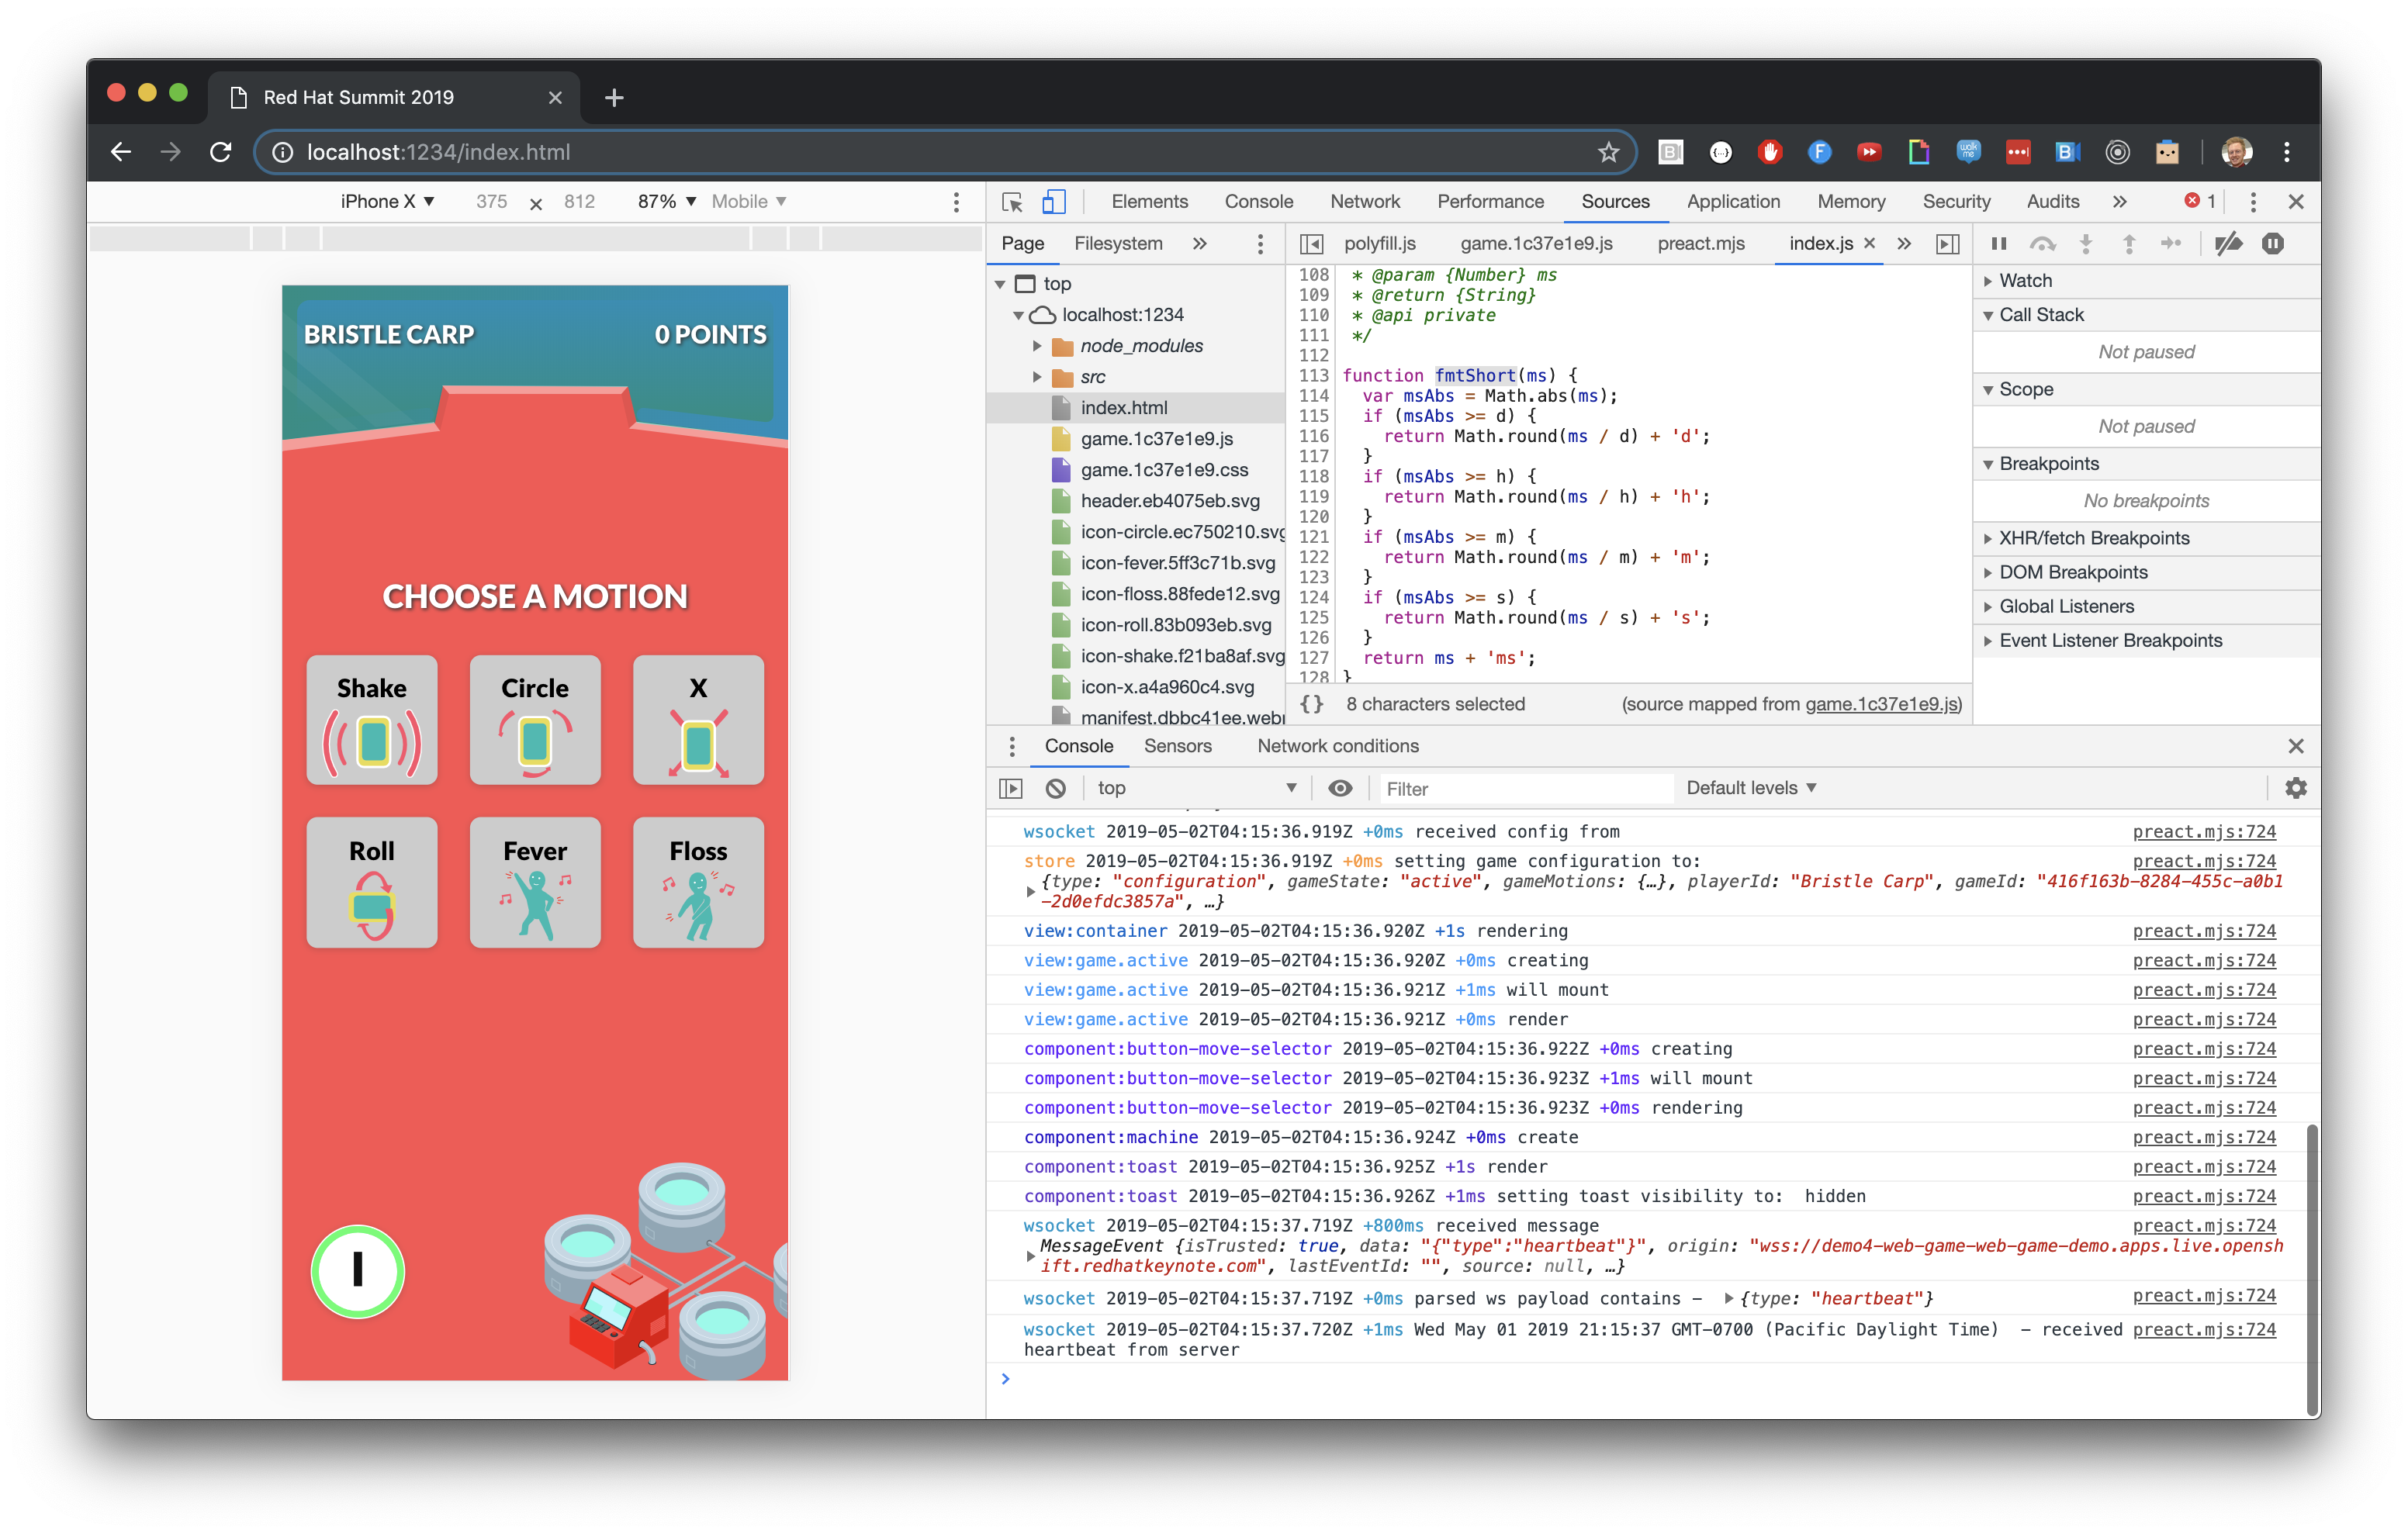 Red Hat Summit 2019
localhost:1234/index.html
iPhone X ▼ 375 × 812 87% ▼ Mobile ▼
BRISTLE CARP 0 POINTS
CHOOSE A MOTION
Shake Circle X
Roll Fever Floss
Elements Console Network Performance Sources Application Memory Security Audits » 1
Page Filesystem »
polyfill.js game.1c37e1e9.js preact.mjs index.js × »
top
localhost:1234
node_modules
src
index.html
game.1c37e1e9.js
game.1c37e1e9.css
header.eb4075eb.svg
icon-circle.ec750210.svg
icon-fever.5ff3c71b.svg
icon-floss.88fede12.svg
icon-roll.83b093eb.svg
icon-shake.f21ba8af.svg
icon-x.a4a960c4.svg
manifest.dbbc41ee.webm
108 * @param {Number} ms
109 * @return {String}
110 * @api private
111 */
112
113 function fmtShort(ms) {
114 var msAbs = Math.abs(ms);
115 if (msAbs >= d) {
116 return Math.round(ms / d) + 'd';
117 }
118 if (msAbs >= h) {
119 return Math.round(ms / h) + 'h';
120 }
121 if (msAbs >= m) {
122 return Math.round(ms / m) + 'm';
123 }
124 if (msAbs >= s) {
125 return Math.round(ms / s) + 's';
126 }
127 return ms + 'ms';
128 }
{} 8 characters selected (source mapped from game.1c37e1e9.js)
Watch
Call Stack
Not paused
Scope
Not paused
Breakpoints
No breakpoints
XHR/fetch Breakpoints
DOM Breakpoints
Global Listeners
Event Listener Breakpoints
Console Sensors Network conditions
top ▼ Filter Default levels ▼
wsocket 2019-05-02T04:15:36.919Z +0ms received config from preact.mjs:724
store 2019-05-02T04:15:36.919Z +0ms setting game configuration to: preact.mjs:724
{type: "configuration", gameState: "active", gameMotions: {…}, playerId: "Bristle Carp", gameId: "416f163b-8284-455c-a0b1
-2d0efdc3857a", …}
view:container 2019-05-02T04:15:36.920Z +1s rendering preact.mjs:724
view:game.active 2019-05-02T04:15:36.920Z +0ms creating preact.mjs:724
view:game.active 2019-05-02T04:15:36.921Z +1ms will mount preact.mjs:724
view:game.active 2019-05-02T04:15:36.921Z +0ms render preact.mjs:724
component:button-move-selector 2019-05-02T04:15:36.922Z +0ms creating preact.mjs:724
component:button-move-selector 2019-05-02T04:15:36.923Z +1ms will mount preact.mjs:724
component:button-move-selector 2019-05-02T04:15:36.923Z +0ms rendering preact.mjs:724
component:machine 2019-05-02T04:15:36.924Z +0ms create preact.mjs:724
component:toast 2019-05-02T04:15:36.925Z +1s render preact.mjs:724
component:toast 2019-05-02T04:15:36.926Z +1ms setting toast visibility to: hidden preact.mjs:724
wsocket 2019-05-02T04:15:37.719Z +800ms received message preact.mjs:724
MessageEvent {isTrusted: true, data: "{"type":"heartbeat"}", origin: "wss://demo4-web-game-web-game-demo.apps.live.opensh
ift.redhatkeynote.com", lastEventId: "", source: null, …}
wsocket 2019-05-02T04:15:37.719Z +0ms parsed ws payload contains – {type: "heartbeat"} preact.mjs:724
wsocket 2019-05-02T04:15:37.720Z +1ms Wed May 01 2019 21:15:37 GMT-0700 (Pacific Daylight Time) – received preact.mjs:724
heartbeat from server